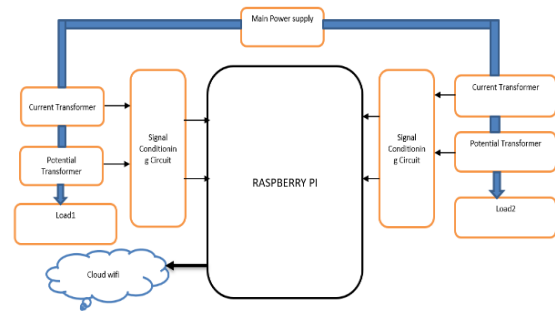 Main Power supply
Current Transformer
Potential
Transformer
Load1
Signal
Conditionin
g Circuit
RASPBERRY PI
Signal
Conditionin
g Circuit
Current Transformer
Potential Transformer
Load2
Cloud wifi